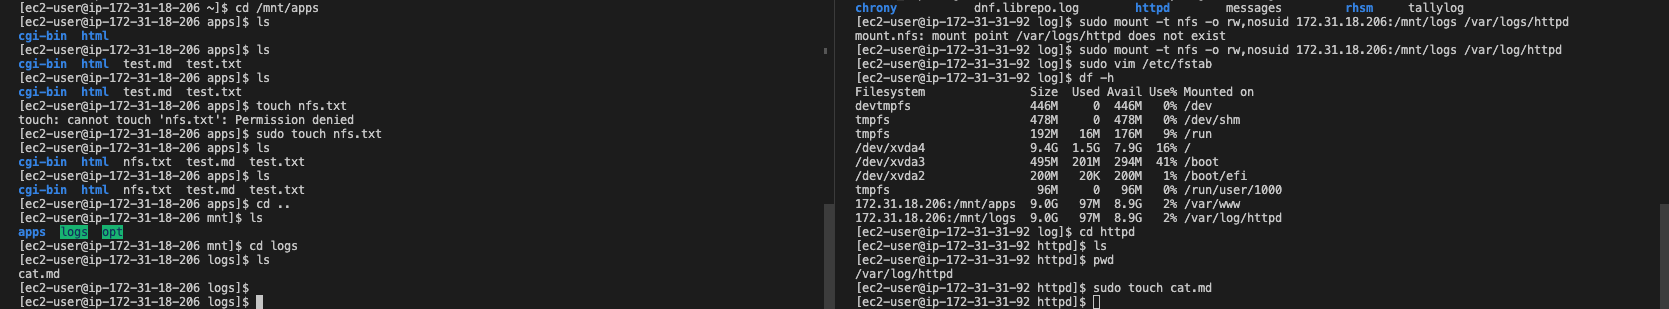 [ec2-user@ip-172-31-18-206 ~]$ cd /mnt/apps
[ec2-user@ip-172-31-18-206 apps]$ ls
cgi-bin  html
[ec2-user@ip-172-31-18-206 apps]$ ls
cgi-bin  html  test.md  test.txt
[ec2-user@ip-172-31-18-206 apps]$ ls
cgi-bin  html  test.md  test.txt
[ec2-user@ip-172-31-18-206 apps]$ touch nfs.txt
touch: cannot touch 'nfs.txt': Permission denied
[ec2-user@ip-172-31-18-206 apps]$ sudo touch nfs.txt
[ec2-user@ip-172-31-18-206 apps]$ ls
cgi-bin  html  nfs.txt  test.md  test.txt
[ec2-user@ip-172-31-18-206 apps]$ ls
cgi-bin  html  nfs.txt  test.md  test.txt
[ec2-user@ip-172-31-18-206 apps]$ cd ..
[ec2-user@ip-172-31-18-206 mnt]$ ls
apps  logs  opt
[ec2-user@ip-172-31-18-206 mnt]$ cd logs
[ec2-user@ip-172-31-18-206 logs]$ ls
cat.md
[ec2-user@ip-172-31-18-206 logs]$
[ec2-user@ip-172-31-18-206 logs]$
chrony  dnf.librepo.log  httpd  messages  rhsm  tallylog
[ec2-user@ip-172-31-31-92 log]$ sudo mount -t nfs -o rw,nosuid 172.31.18.206:/mnt/logs /var/logs/httpd
mount.nfs: mount point /var/logs/httpd does not exist
[ec2-user@ip-172-31-31-92 log]$ sudo mount -t nfs -o rw,nosuid 172.31.18.206:/mnt/logs /var/log/httpd
[ec2-user@ip-172-31-31-92 log]$ sudo vim /etc/fstab
[ec2-user@ip-172-31-31-92 log]$ df -h
Filesystem               Size  Used Avail Use% Mounted on
devtmpfs                 446M     0  446M   0% /dev
tmpfs                    478M     0  478M   0% /dev/shm
tmpfs                    192M   16M  176M   9% /run
/dev/xvda4               9.4G  1.5G  7.9G  16% /
/dev/xvda3               495M  201M  294M  41% /boot
/dev/xvda2               200M   20K  200M   1% /boot/efi
tmpfs                     96M     0   96M   0% /run/user/1000
172.31.18.206:/mnt/apps  9.0G   97M  8.9G   2% /var/www
172.31.18.206:/mnt/logs  9.0G   97M  8.9G   2% /var/log/httpd
[ec2-user@ip-172-31-31-92 log]$ cd httpd
[ec2-user@ip-172-31-31-92 httpd]$ ls
[ec2-user@ip-172-31-31-92 httpd]$ pwd
/var/log/httpd
[ec2-user@ip-172-31-31-92 httpd]$ sudo touch cat.md
[ec2-user@ip-172-31-31-92 httpd]$